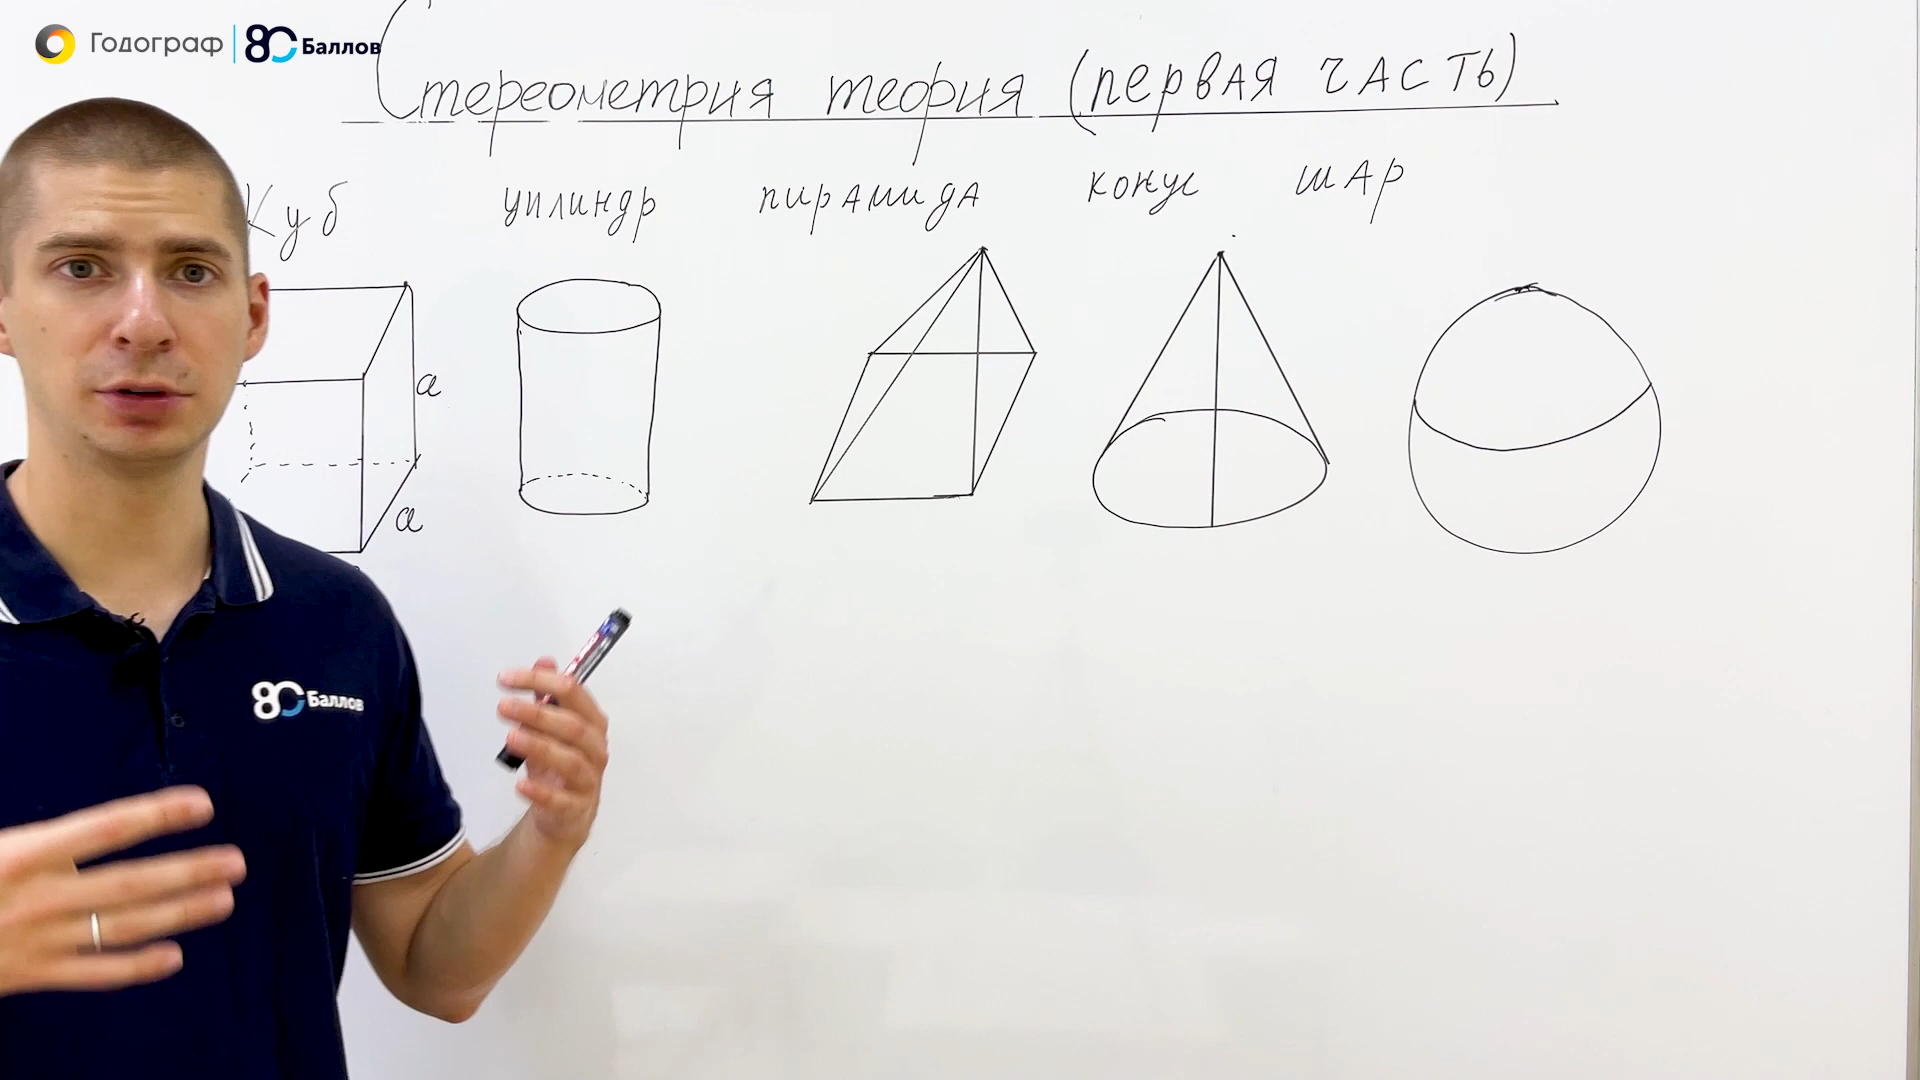 Годограф 80 Баллов
Стереометрия теория (первая часть)
Куб цилиндр пирамида конус шар
a
a
80 Баллов